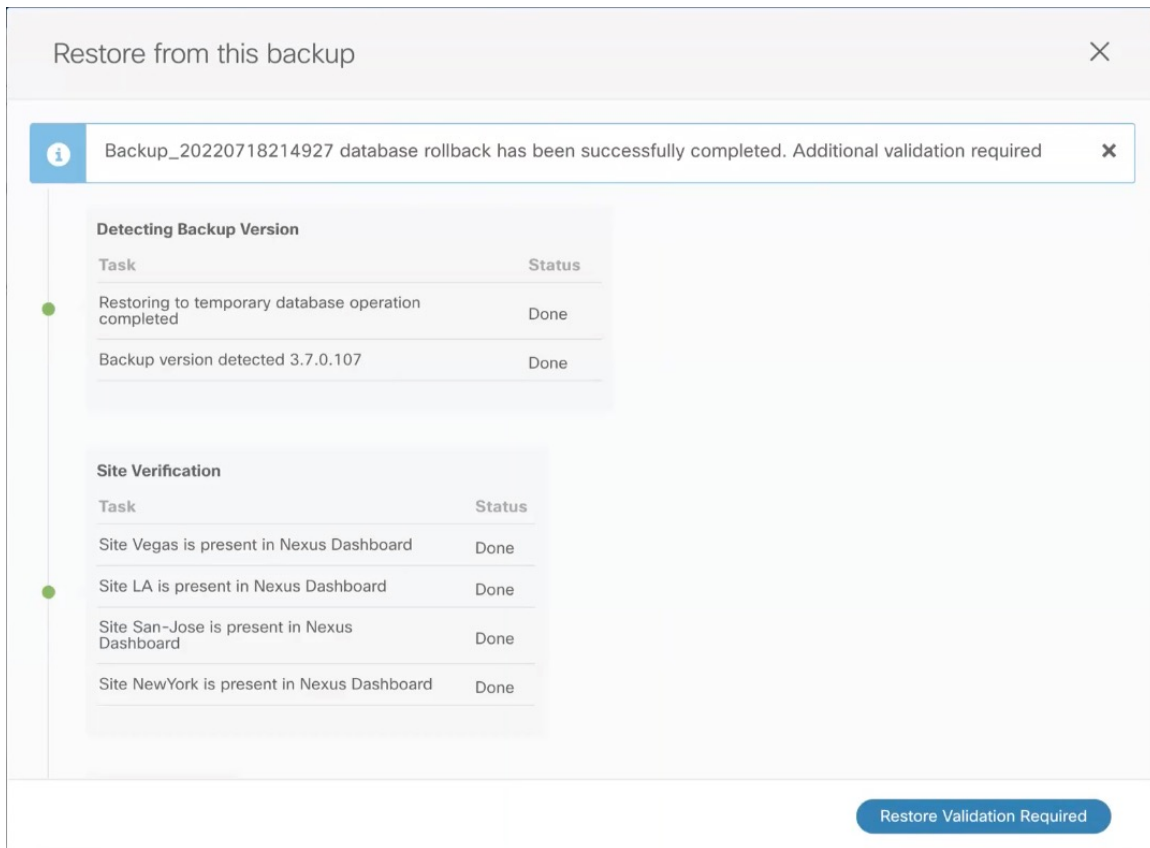 Restore from this backup
Backup_20220718214927 database rollback has been successfully completed. Additional validation required
Detecting Backup Version
Task Status
Restoring to temporary database operation
completed
Done
Backup version detected 3.7.0.107 Done
Site Verification
Task Status
Site Vegas is present in Nexus Dashboard Done
Site LA is present in Nexus Dashboard Done
Site San-Jose is present in Nexus
Dashboard
Done
Site NewYork is present in Nexus Dashboard Done
Restore Validation Required